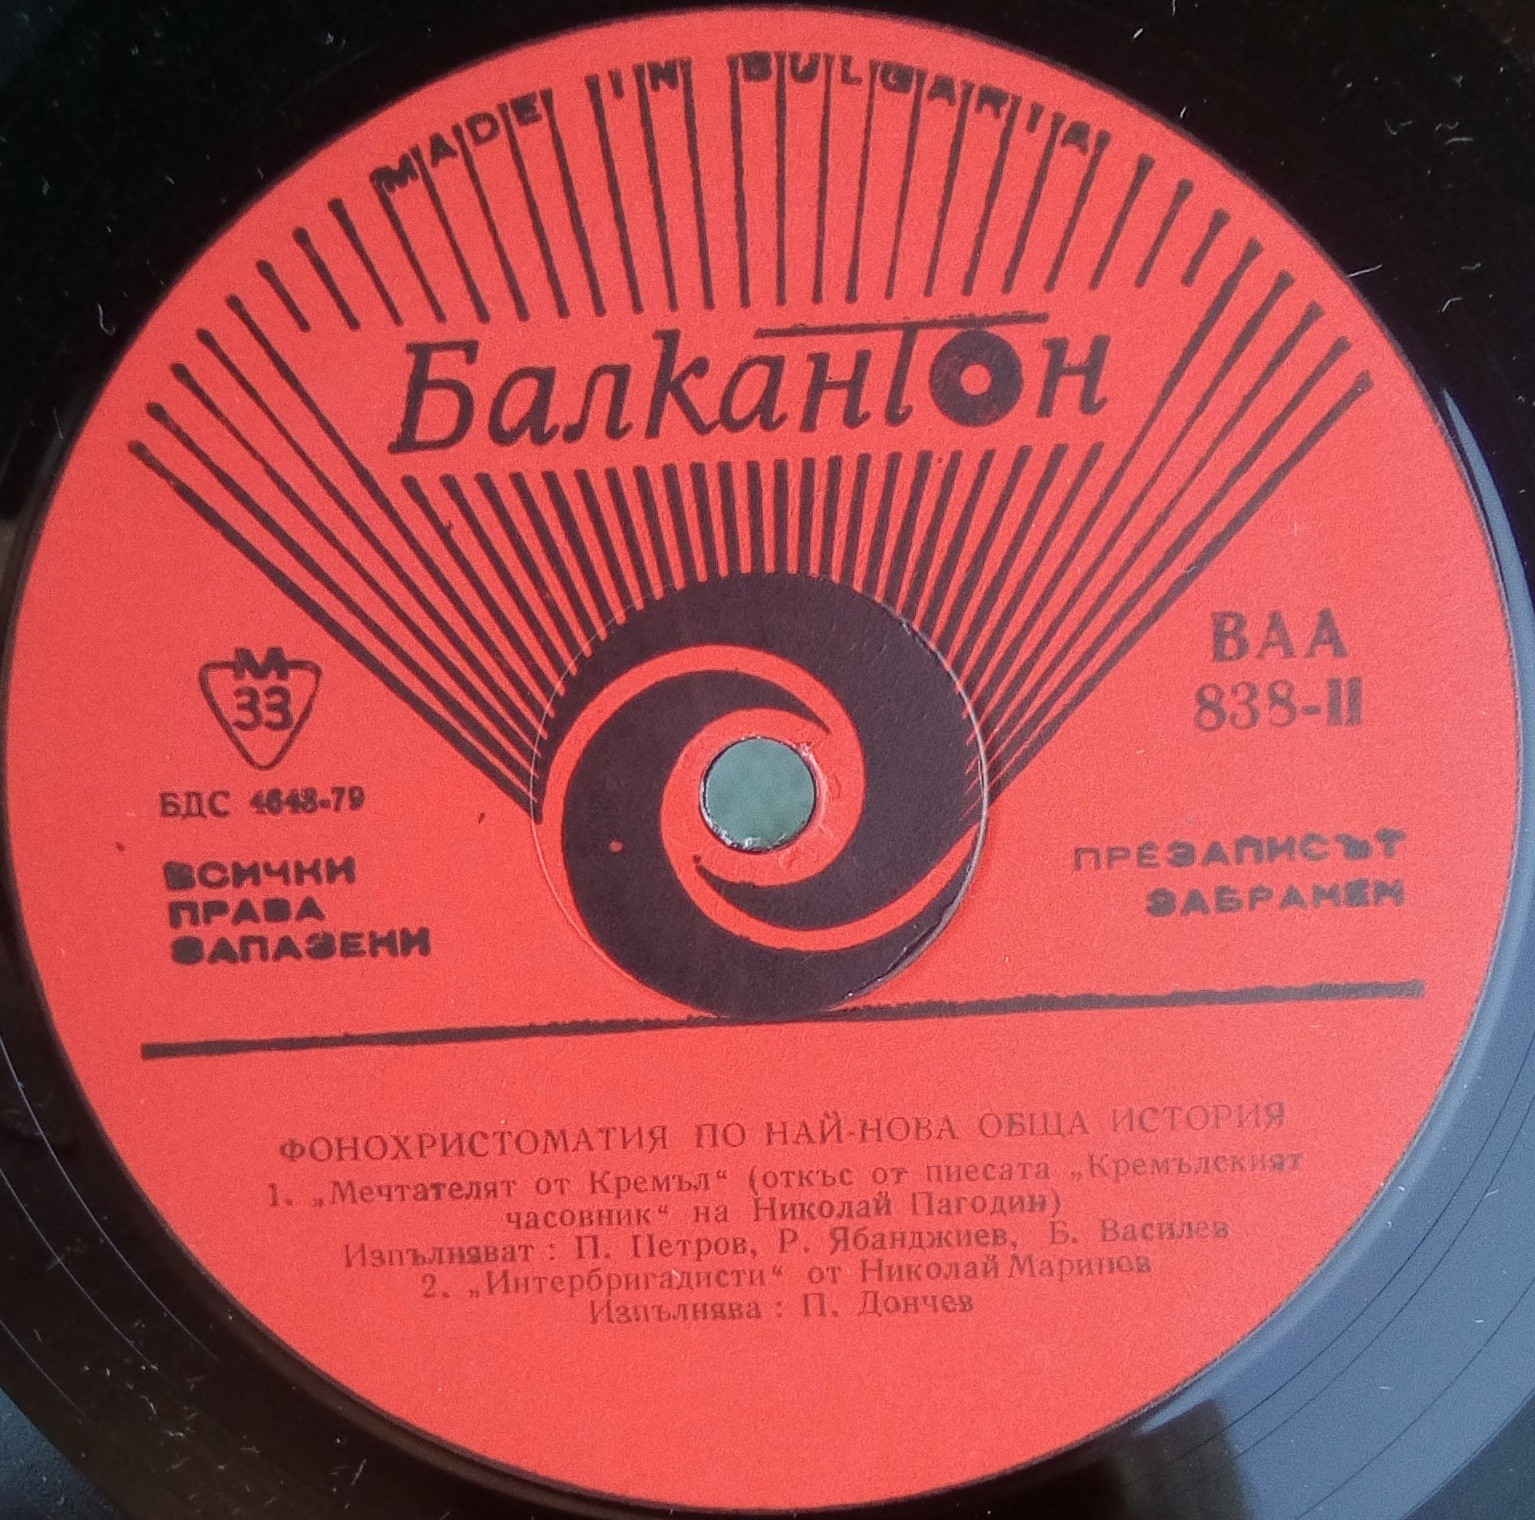 MADE IN BULGARIA
Балкантон
М
33
БДС 4648-79
ВСИЧКИ
ПРАВА
ЗАПАЗЕНИ
ВАА
838-II
ПРЕЗАПИСЪТ
ЗАБРАНЕН
ФОНОХРИСТОМАТИЯ ПО НАЙ-НОВА ОБЩА ИСТОРИЯ
1. „Мечтателят от Кремъл“ (откъс от пиесата „Кремълският
часовник“ на Николай Пагодин)
Изпълняват : П. Петров, Р. Ябанджиев, Б. Василев
2. „Интербригадисти“ от Николай Маринов
Изпълнява : П. Дончев